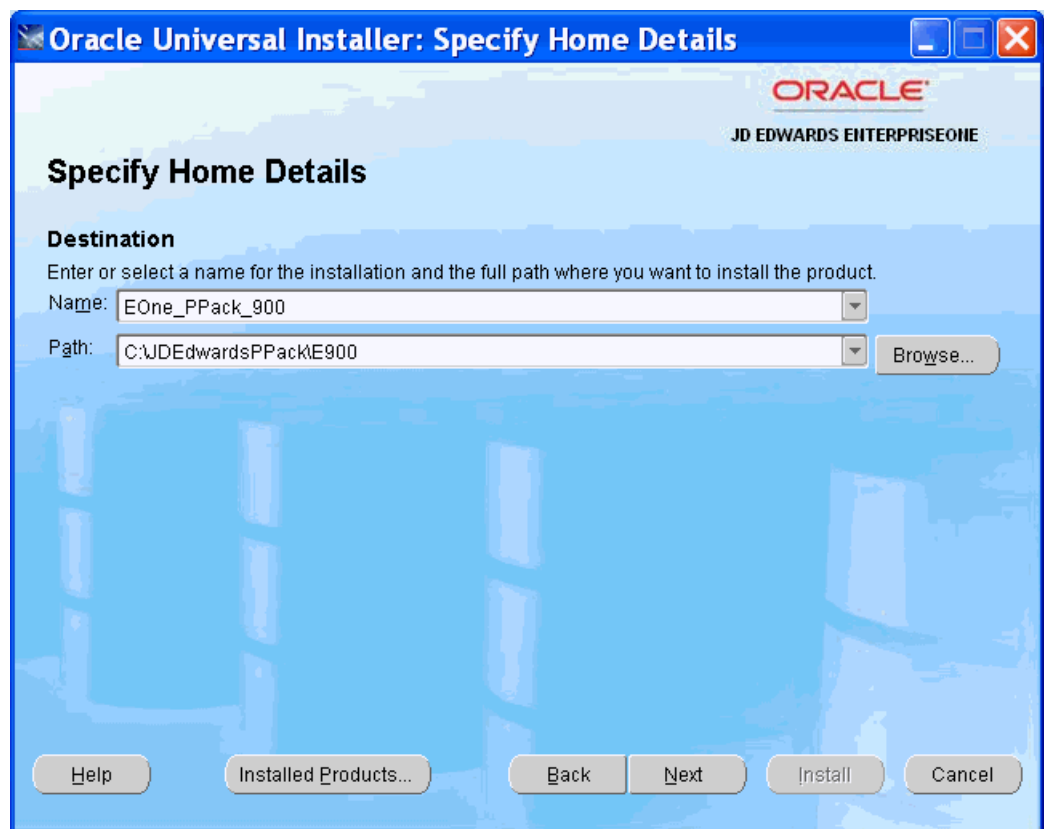 Oracle Universal Installer: Specify Home Details
ORACLE
JD EDWARDS ENTERPRISEONE
Specify Home Details
Destination
Enter or select a name for the installation and the full path where you want to install the product.
Name: EOne_PPack_900
Path: C:\JDEdwardsPPack\E900 Browse...
Help Installed Products... Back Next Install Cancel